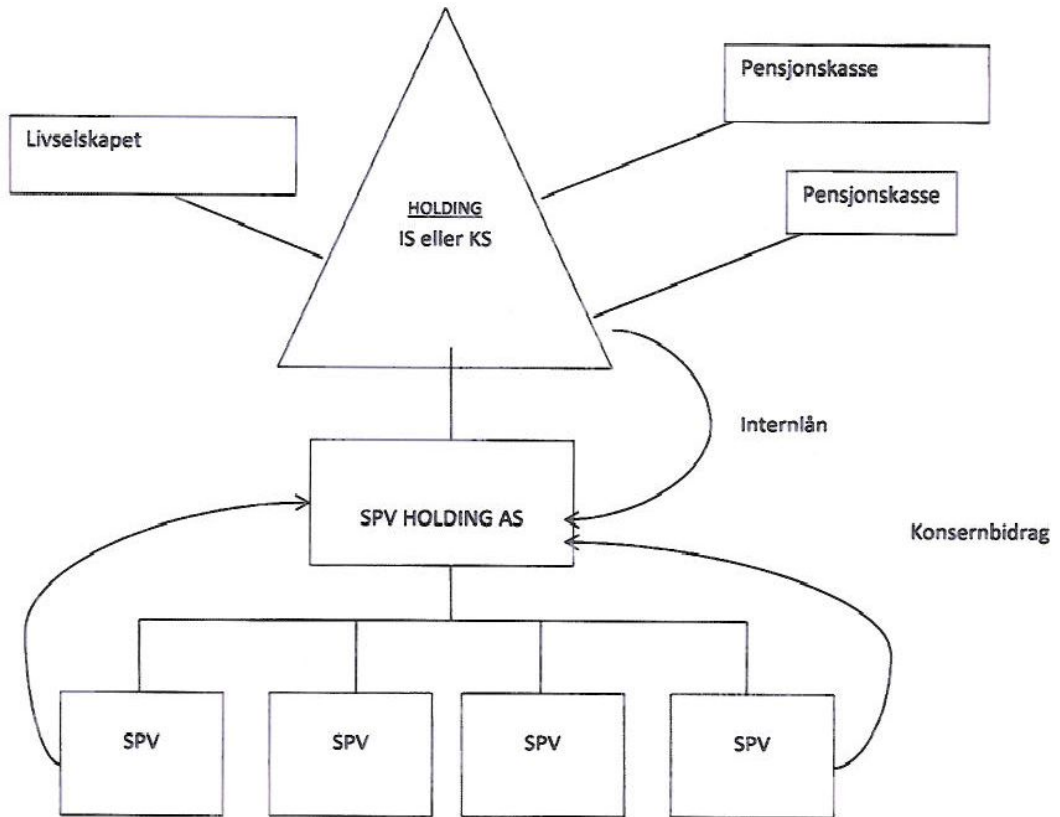 Pensjonskasse
Livselskapet
Pensjonskasse
HOLDING
IS eller KS
Internlån
SPV HOLDING AS
Konsernbidrag
SPV
SPV
SPV
SPV